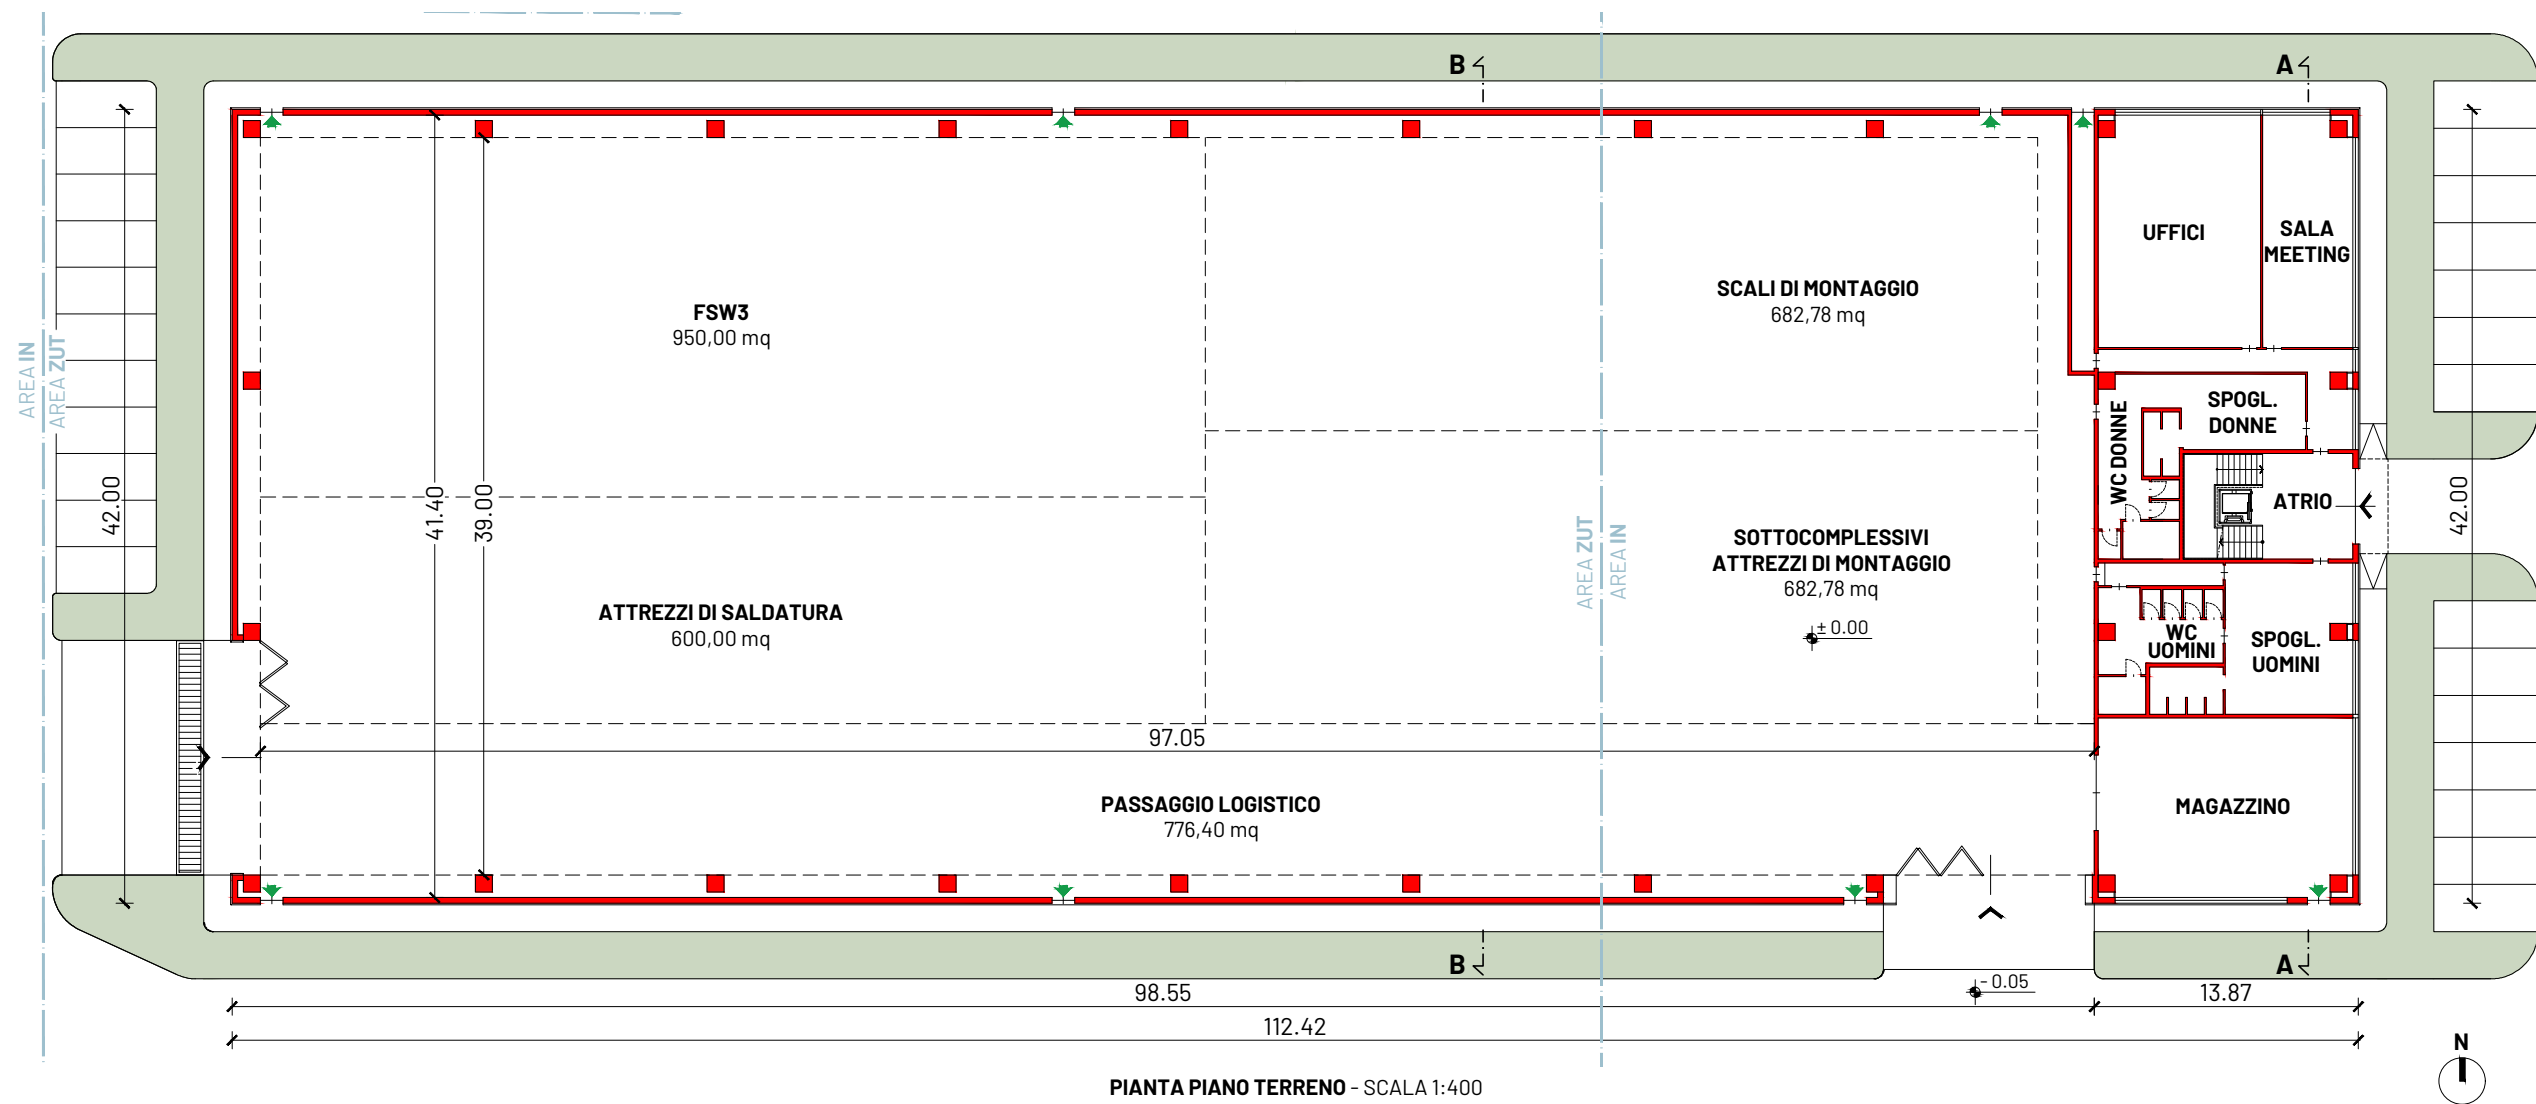 B
A
UFFICI
SALA
MEETING
SCALI DI MONTAGGIO
682,78 mq
FSW3
950,00 mq
AREA IN
AREA ZUT
SPOGL.
DONNE
WC DONNE
42.00
41.40
39.00
ATRIO
42.00
AREA ZUT
AREA IN
SOTTOCOMPLESSIVI
ATTREZZI DI MONTAGGIO
682,78 mq
± 0.00
ATTREZZI DI SALDATURA
600,00 mq
WC
UOMINI
SPOGL.
UOMINI
97.05
PASSAGGIO LOGISTICO
776,40 mq
MAGAZZINO
B
A
98.55
- 0.05
13.87
112.42
N
PIANTA PIANO TERRENO - SCALA 1:400